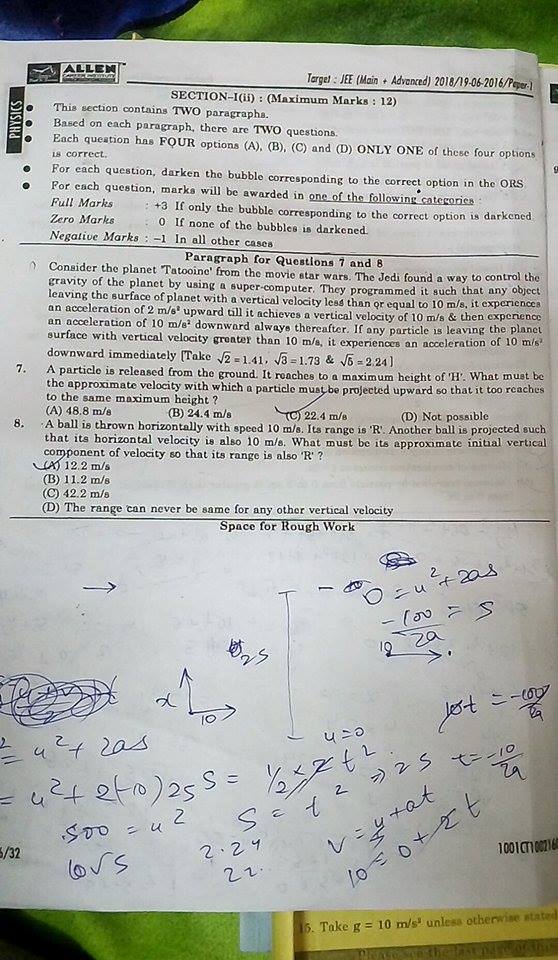 ALLEN
CAREER INSTITUTE
Target : JEE (Main + Advanced) 2018/19-06-2016/Paper-1
PHYSICS
SECTION-I(ii) : (Maximum Marks : 12)
• This section contains TWO paragraphs.
• Based on each paragraph, there are TWO questions.
• Each question has FOUR options (A), (B), (C) and (D) ONLY ONE of these four options
is correct.
• For each question, darken the bubble corresponding to the correct option in the ORS.
• For each question, marks will be awarded in one of the following categories :
Full Marks : +3 If only the bubble corresponding to the correct option is darkened.
Zero Marks : 0 If none of the bubbles is darkened.
Negative Marks : –1 In all other cases
Paragraph for Questions 7 and 8
Consider the planet 'Tatooine' from the movie star wars. The Jedi found a way to control the
gravity of the planet by using a super-computer. They programmed it such that any object
leaving the surface of planet with a vertical velocity less than or equal to 10 m/s, it experiences
an acceleration of 2 m/s² upward till it achieves a vertical velocity of 10 m/s & then experience
an acceleration of 10 m/s² downward always thereafter. If any particle is leaving the planet
surface with vertical velocity greater than 10 m/s, it experiences an acceleration of 10 m/s²
downward immediately [Take √2 = 1.41, √3 = 1.73 & √5 = 2.24]
7. A particle is released from the ground. It reaches to a maximum height of 'H'. What must be
the approximate velocity with which a particle must be projected upward so that it too reaches
to the same maximum height ?
(A) 48.8 m/s (B) 24.4 m/s (C) 22.4 m/s (D) Not possible
8. A ball is thrown horizontally with speed 10 m/s. Its range is 'R'. Another ball is projected such
that its horizontal velocity is also 10 m/s. What must be its approximate initial vertical
component of velocity so that its range is also 'R' ?
(A) 12.2 m/s
(B) 11.2 m/s
(C) 42.2 m/s
(D) The range can never be same for any other vertical velocity
Space for Rough Work
0 = u² + 2as
-100/2a = s
10
25
x
10
t = -100/2a
u=0
= u² + 2as
= u² + 2(-10) 25
S = 1/2 × 2 t² ⇒ 25
t = -10/2a
500 = u²
S = t²
v = u + at
10√5
2.24
22.
10 = 0 + 2t
6/32
15. Take g = 10 m/s² unless otherwise stated